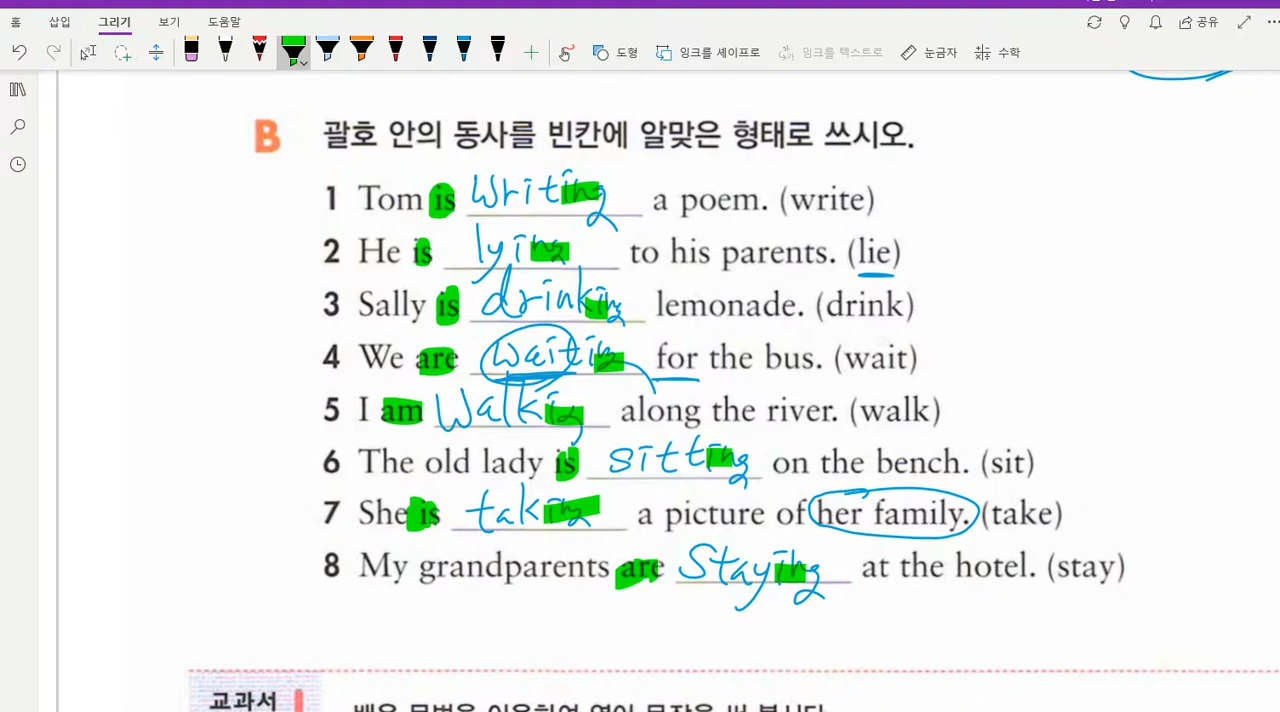 홈 삽입 그리기 보기 도움말 공유
도형 잉크를 셰이프로 잉크를 텍스트로 눈금자 수학
B 괄호 안의 동사를 빈칸에 알맞은 형태로 쓰시오.
1 Tom is writing a poem. (write)
2 He is lying to his parents. (lie)
3 Sally is drinking lemonade. (drink)
4 We are waiting for the bus. (wait)
5 I am Walking along the river. (walk)
6 The old lady is sitting on the bench. (sit)
7 She is taking a picture of her family. (take)
8 My grandparents are Staying at the hotel. (stay)
교과서